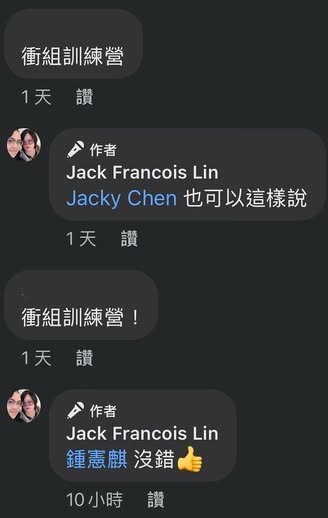 衝組訓練營
1 天 讚
作者
Jack Francois Lin
Jacky Chen 也可以這樣說
1 天 讚
衝組訓練營！
1 天 讚
作者
Jack Francois Lin
鍾憲麒 沒錯👍
10 小時 讚